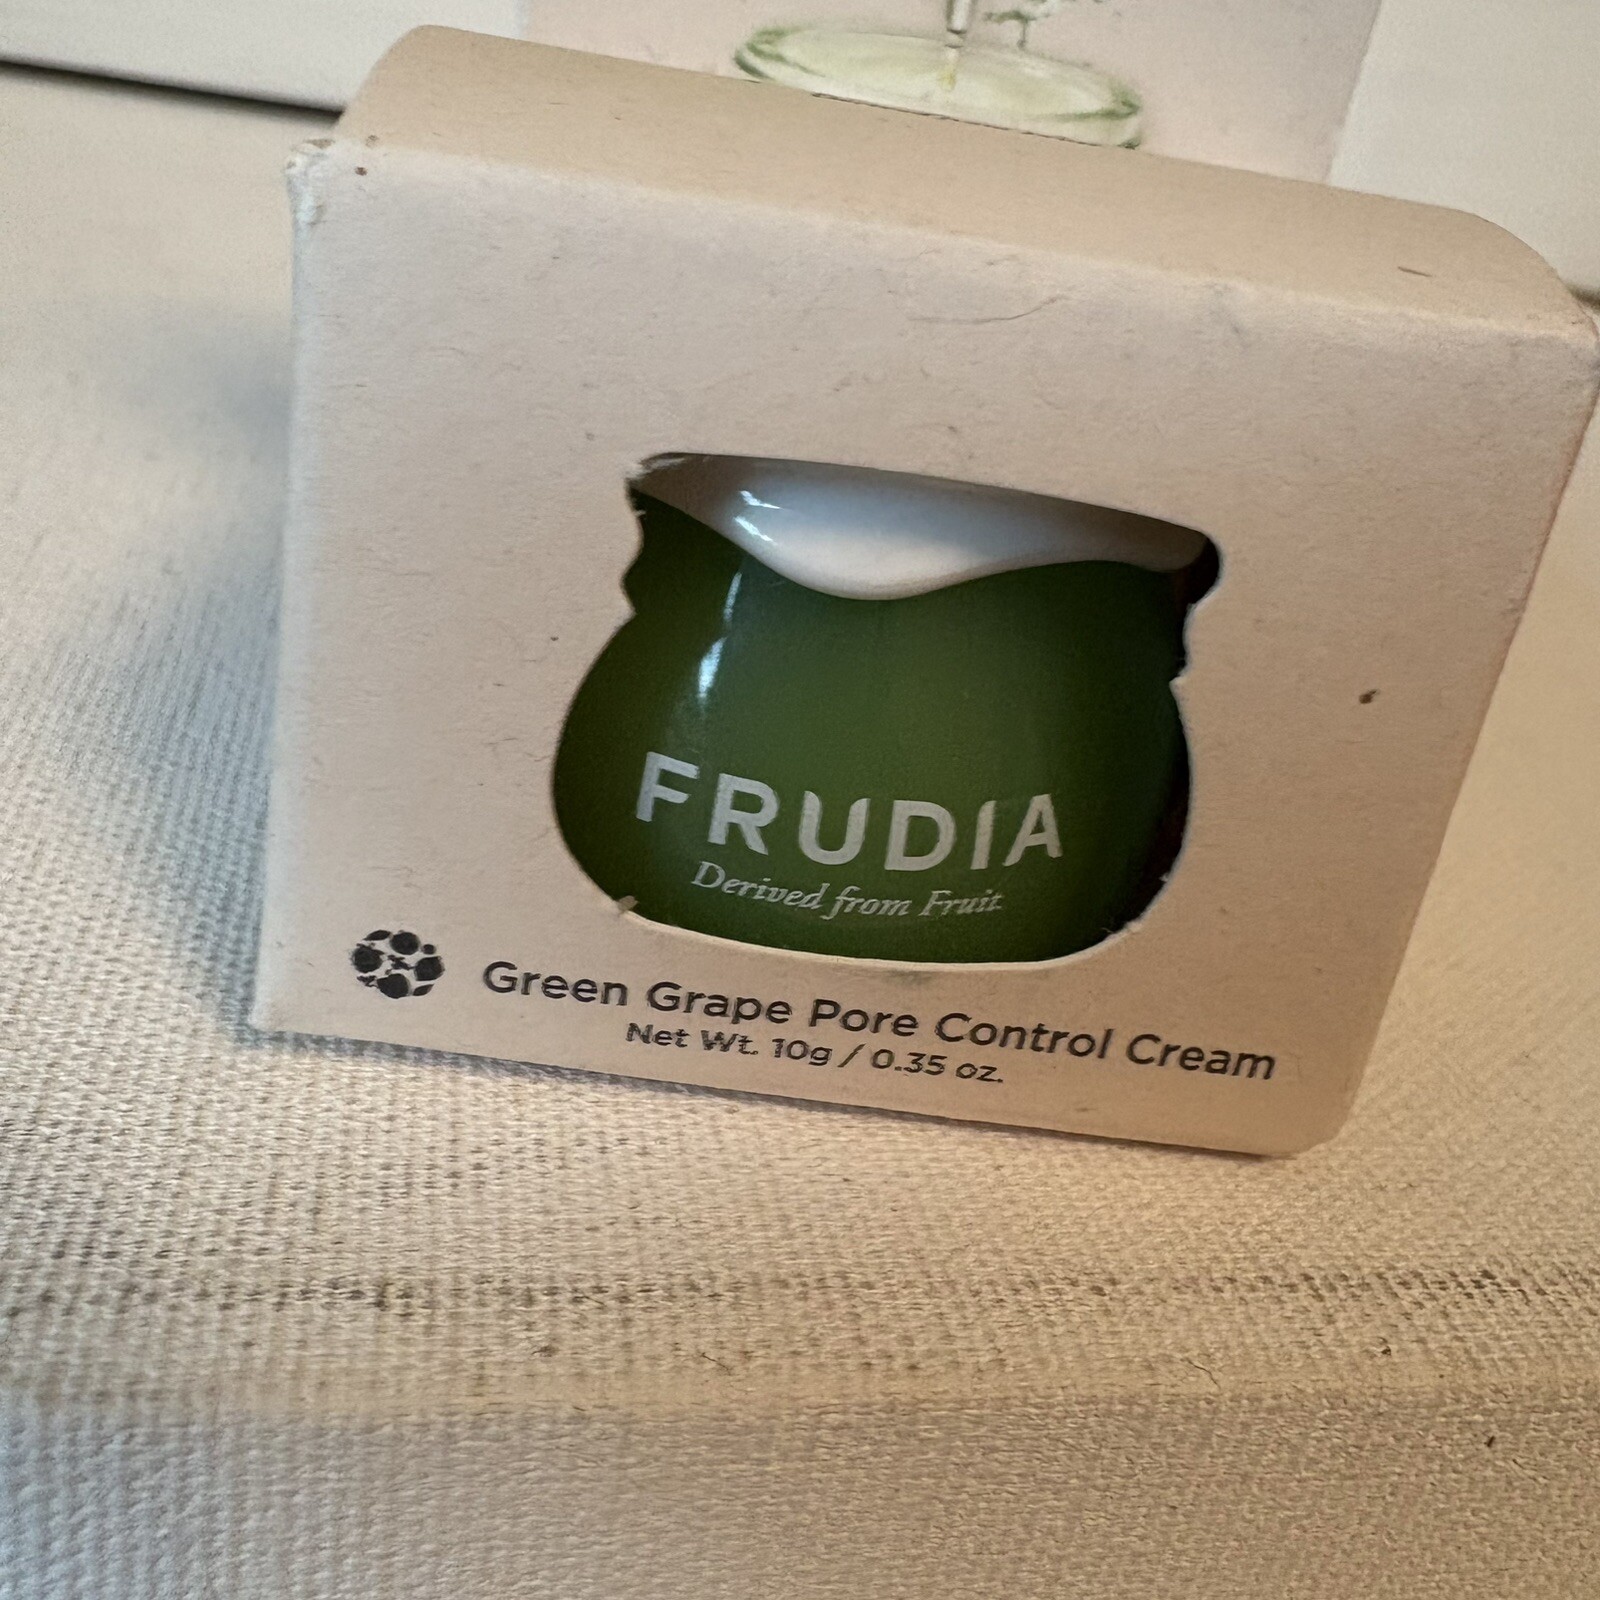 FRUDIA
Derived from Fruit
Green Grape Pore Control Cream
Net Wt. 10g / 0.35 oz.